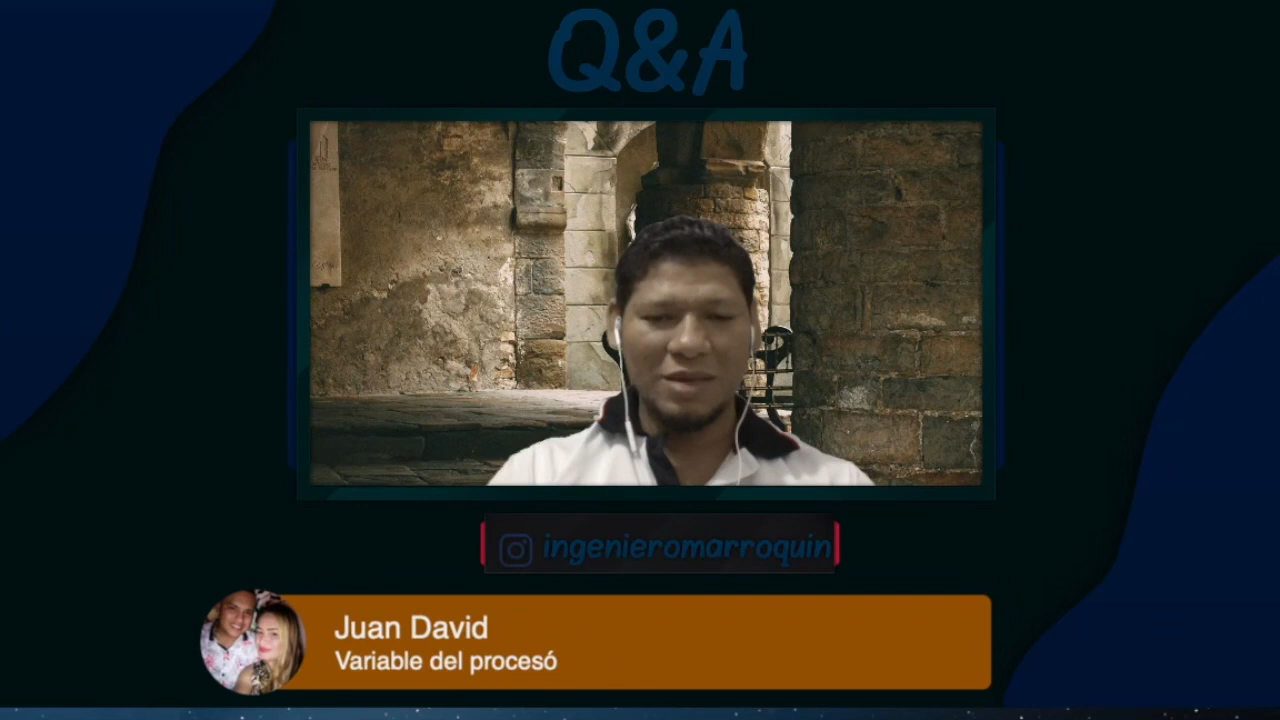 Q&A
ingenieromarroquin
Juan David
Variable del procesó